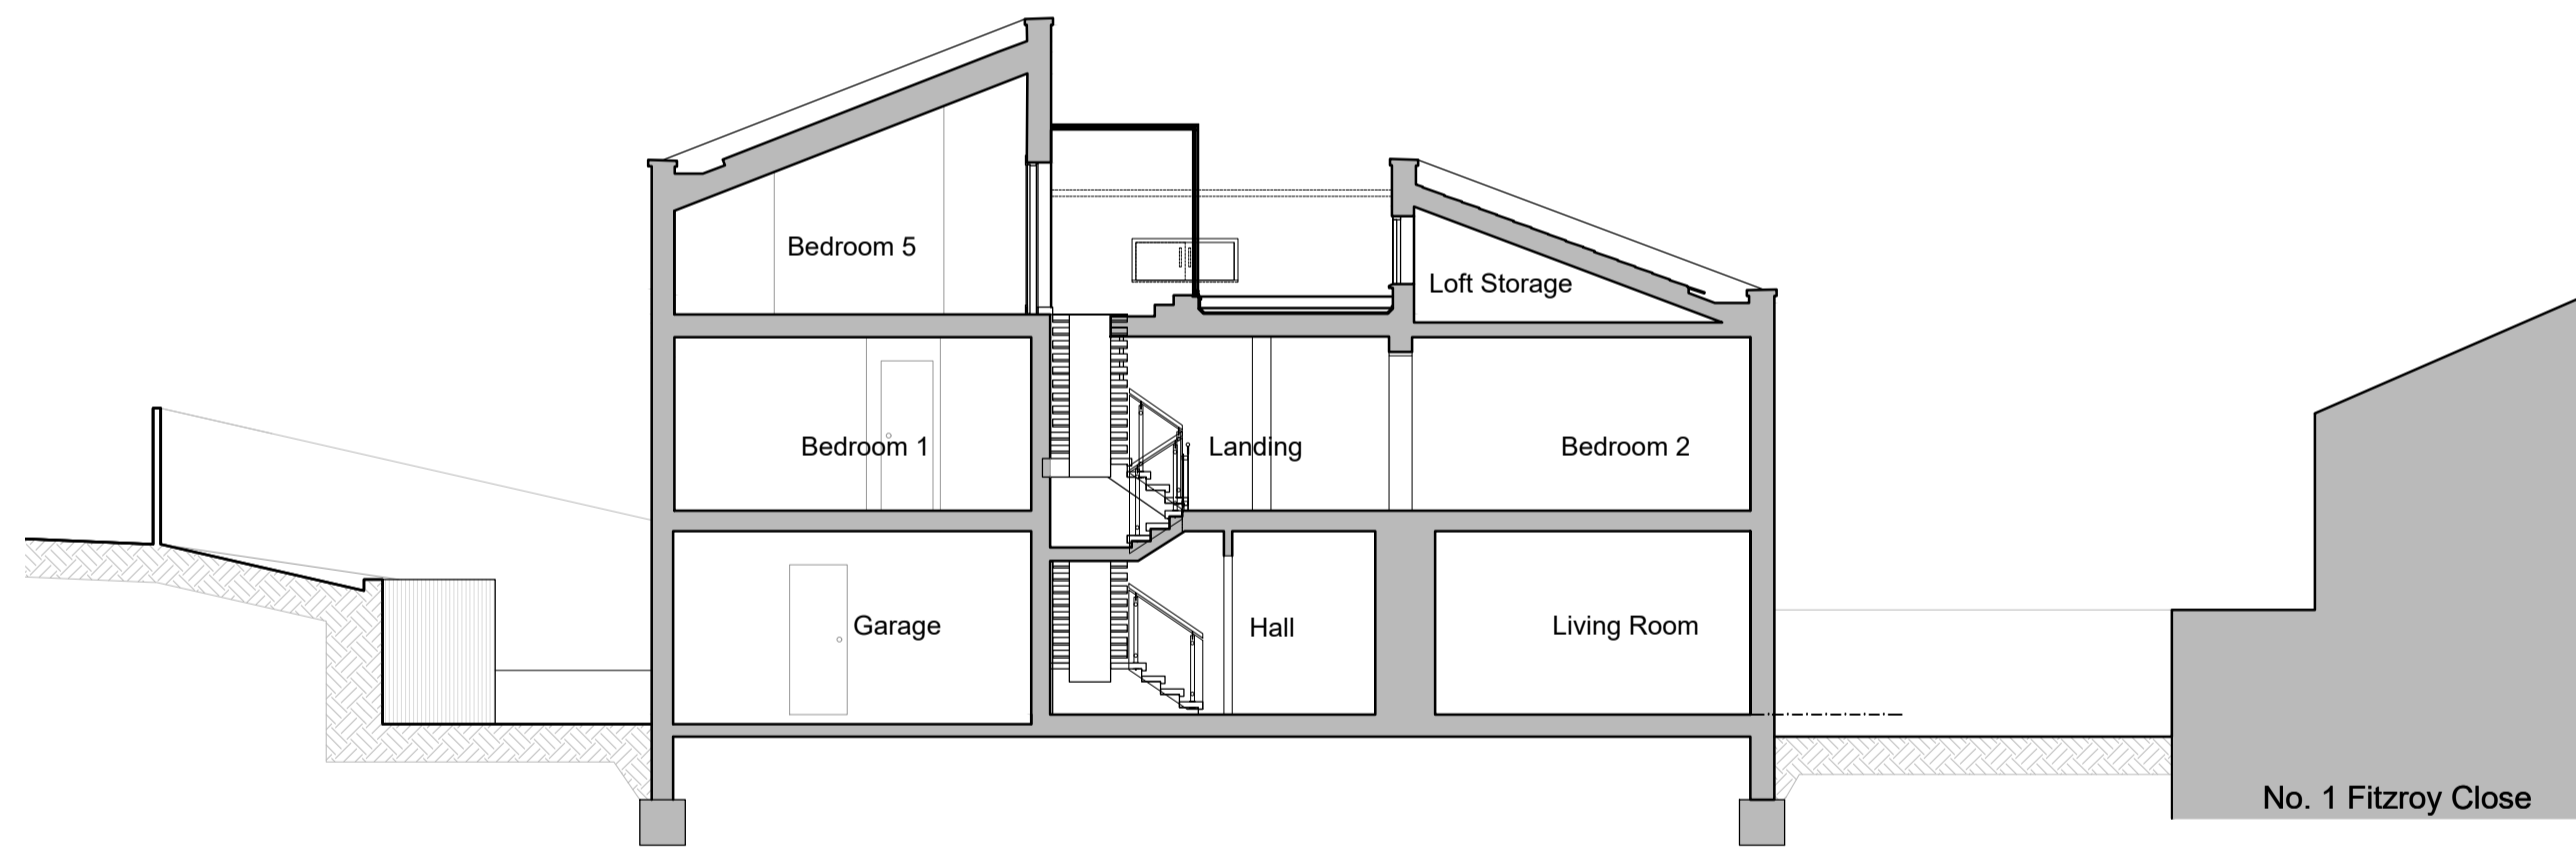 Bedroom 5
Loft Storage
Bedroom 1
Landing
Bedroom 2
Garage
Hall
Living Room
No. 1 Fitzroy Close